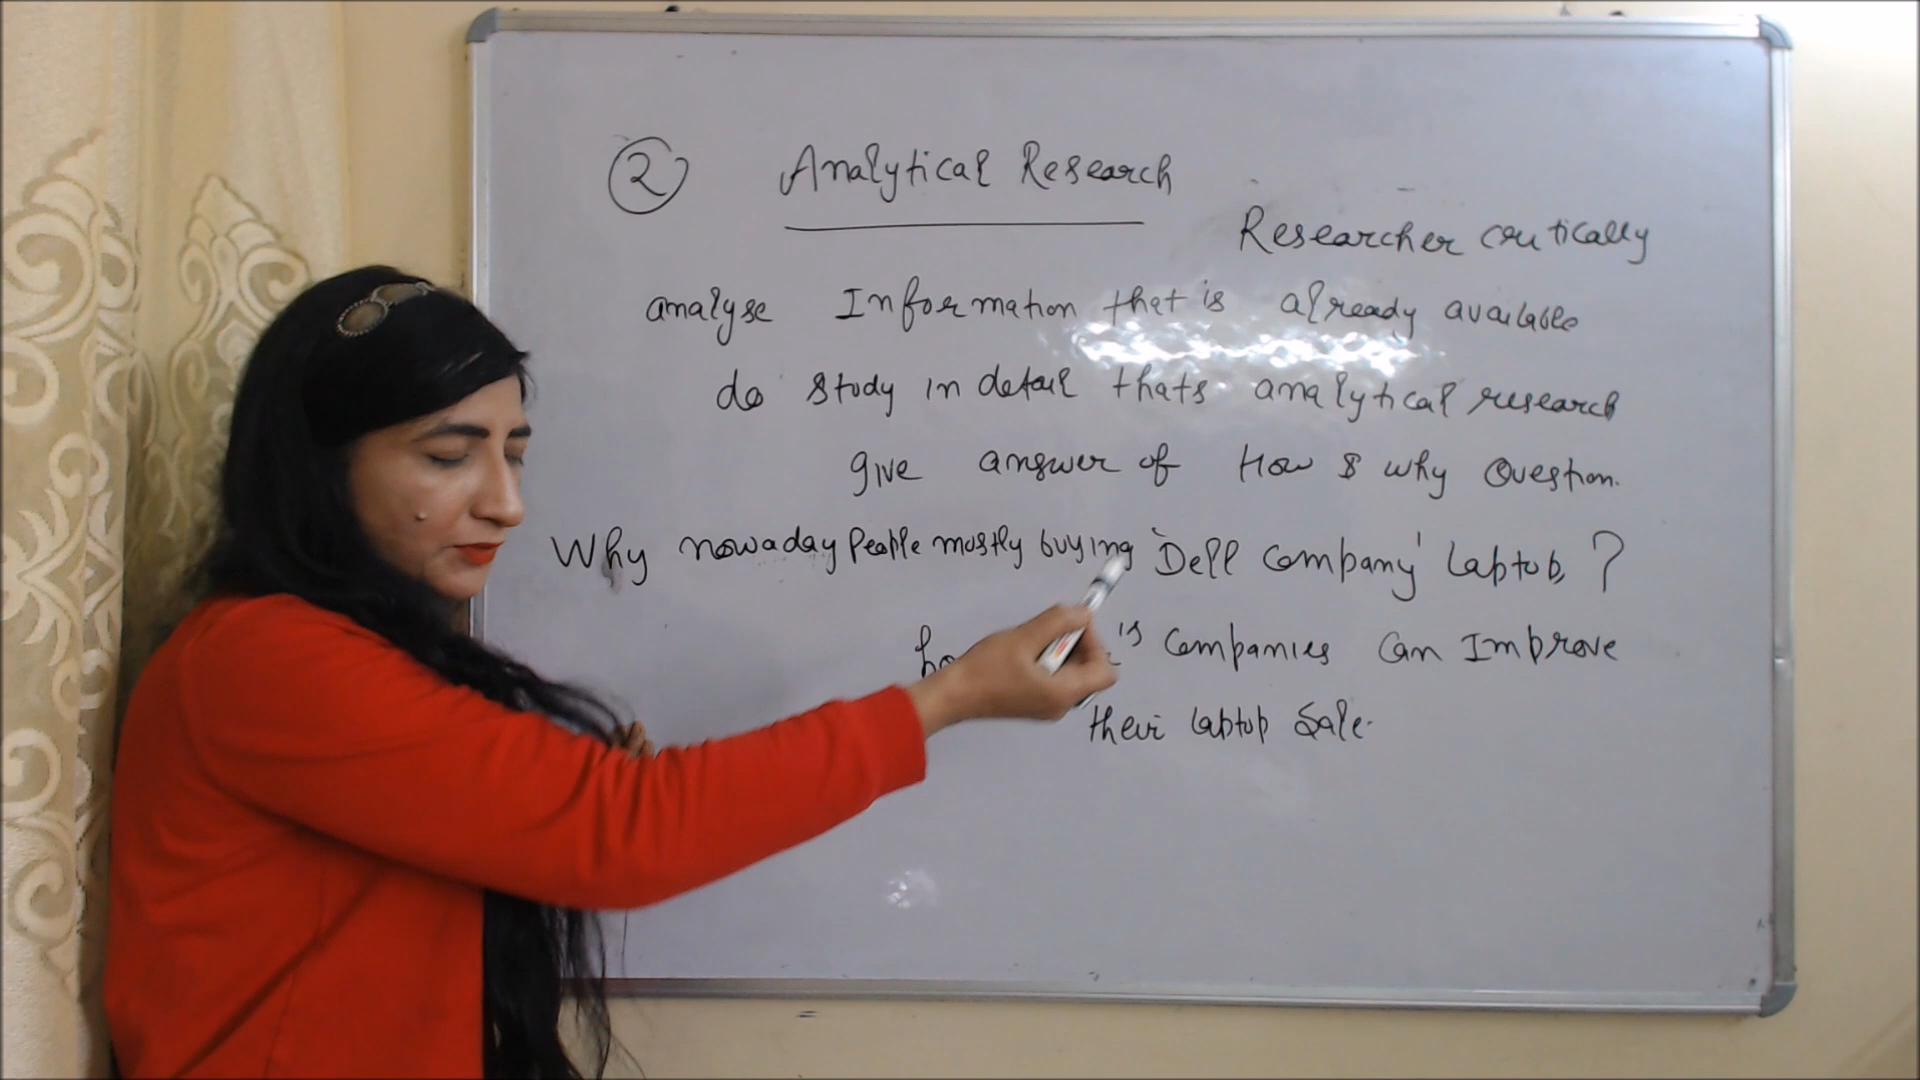 2 Analytical Research
Researcher critically
analyse Information that is already available
do study in detail thats analytical research
give answer of How & why Question.
Why nowaday People mostly buying 'Dell Company' Laptop, ?
companies can Improve
their laptop Sale.